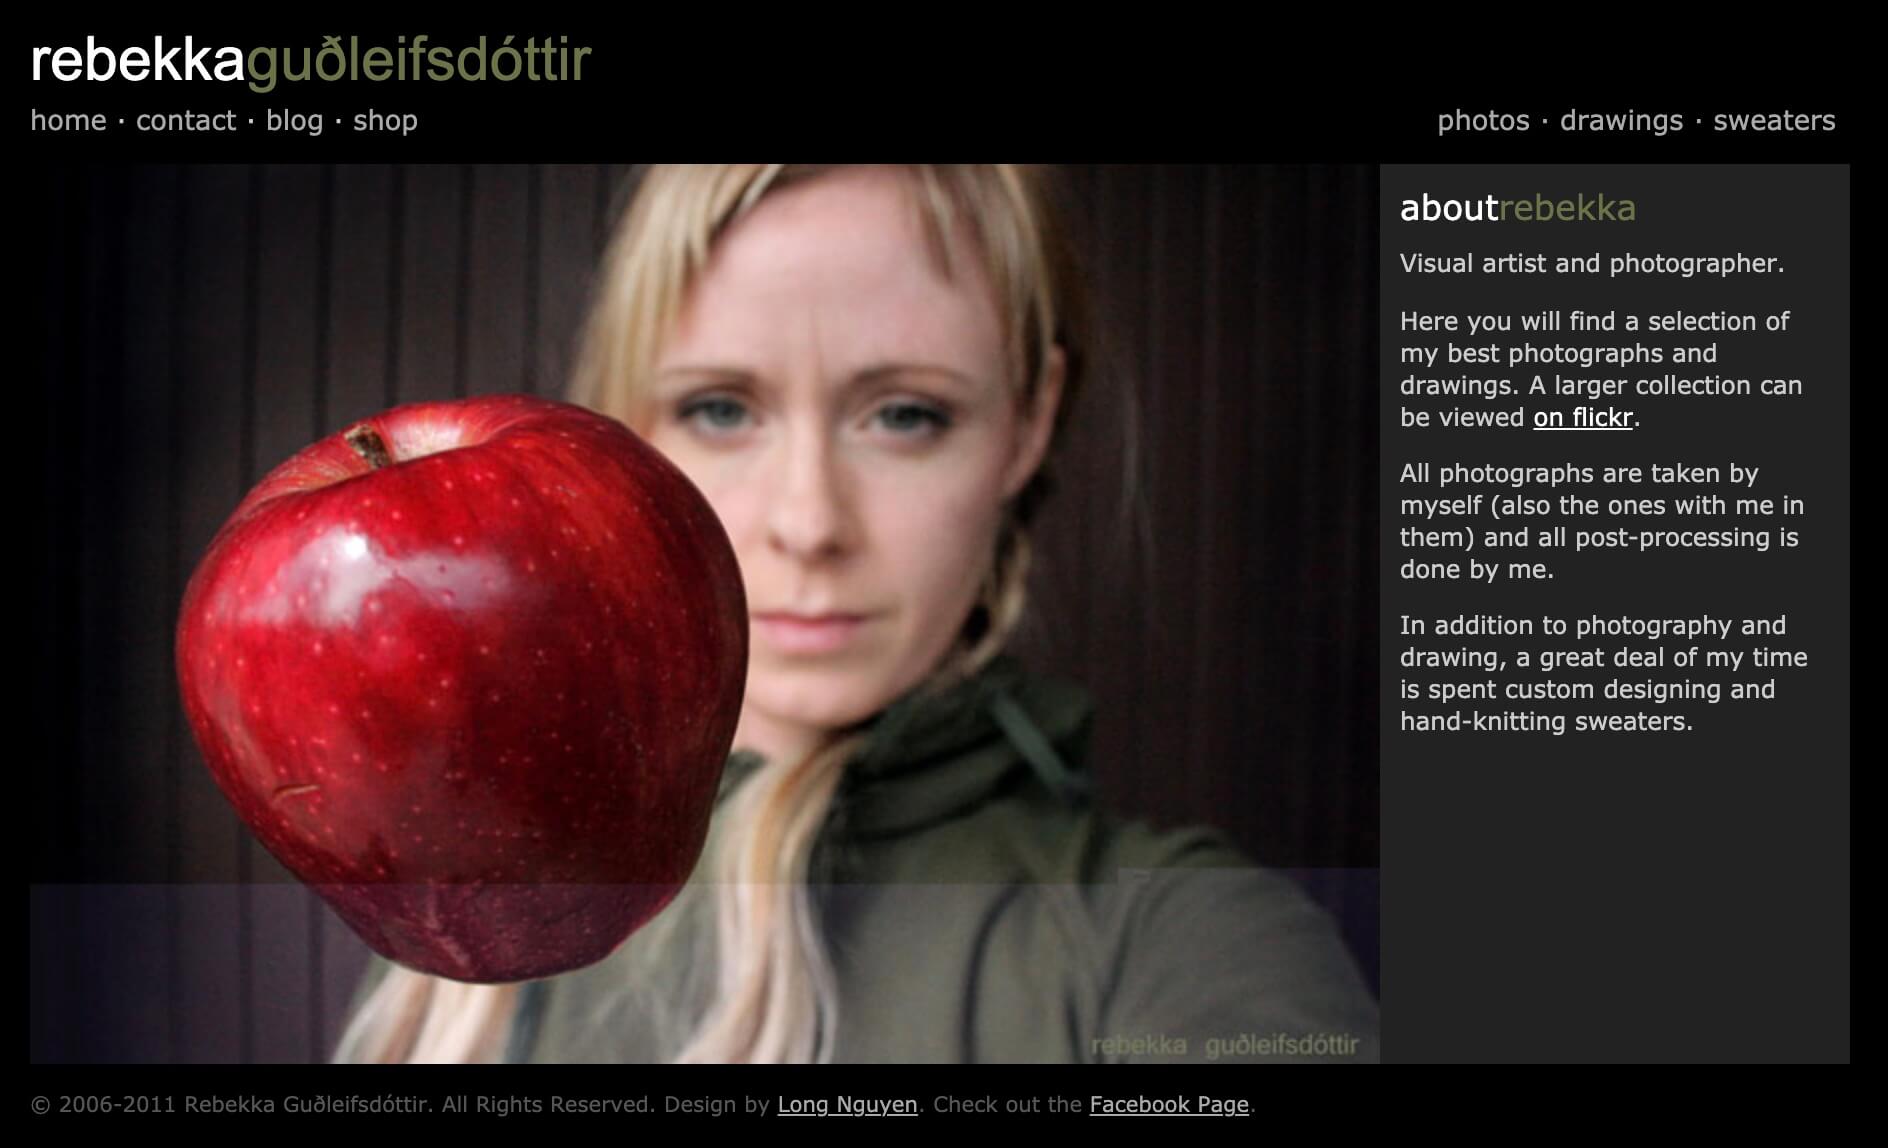 rebekkaguðleifsdóttir
home · contact · blog · shop
photos · drawings · sweaters
aboutrebekka
Visual artist and photographer.
Here you will find a selection of
my best photographs and
drawings. A larger collection can
be viewed on flickr.
All photographs are taken by
myself (also the ones with me in
them) and all post-processing is
done by me.
In addition to photography and
drawing, a great deal of my time
is spent custom designing and
hand-knitting sweaters.
rebekka guðleifsdóttir
© 2006-2011 Rebekka Guðleifsdóttir. All Rights Reserved. Design by Long Nguyen. Check out the Facebook Page.